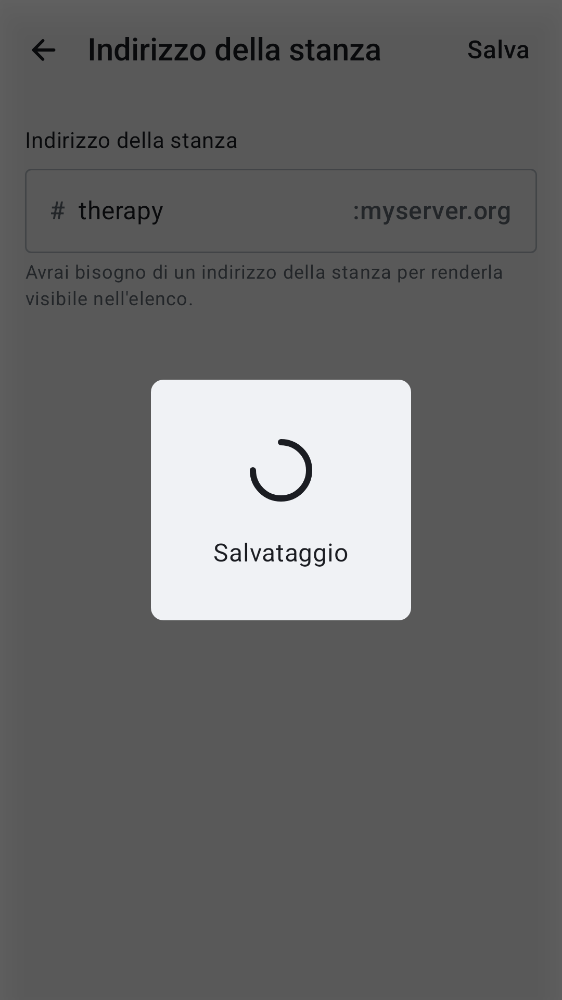 Indirizzo della stanza
Salva
Indirizzo della stanza
# therapy :myserver.org
Avrai bisogno di un indirizzo della stanza per renderla
visibile nell'elenco.
Salvataggio